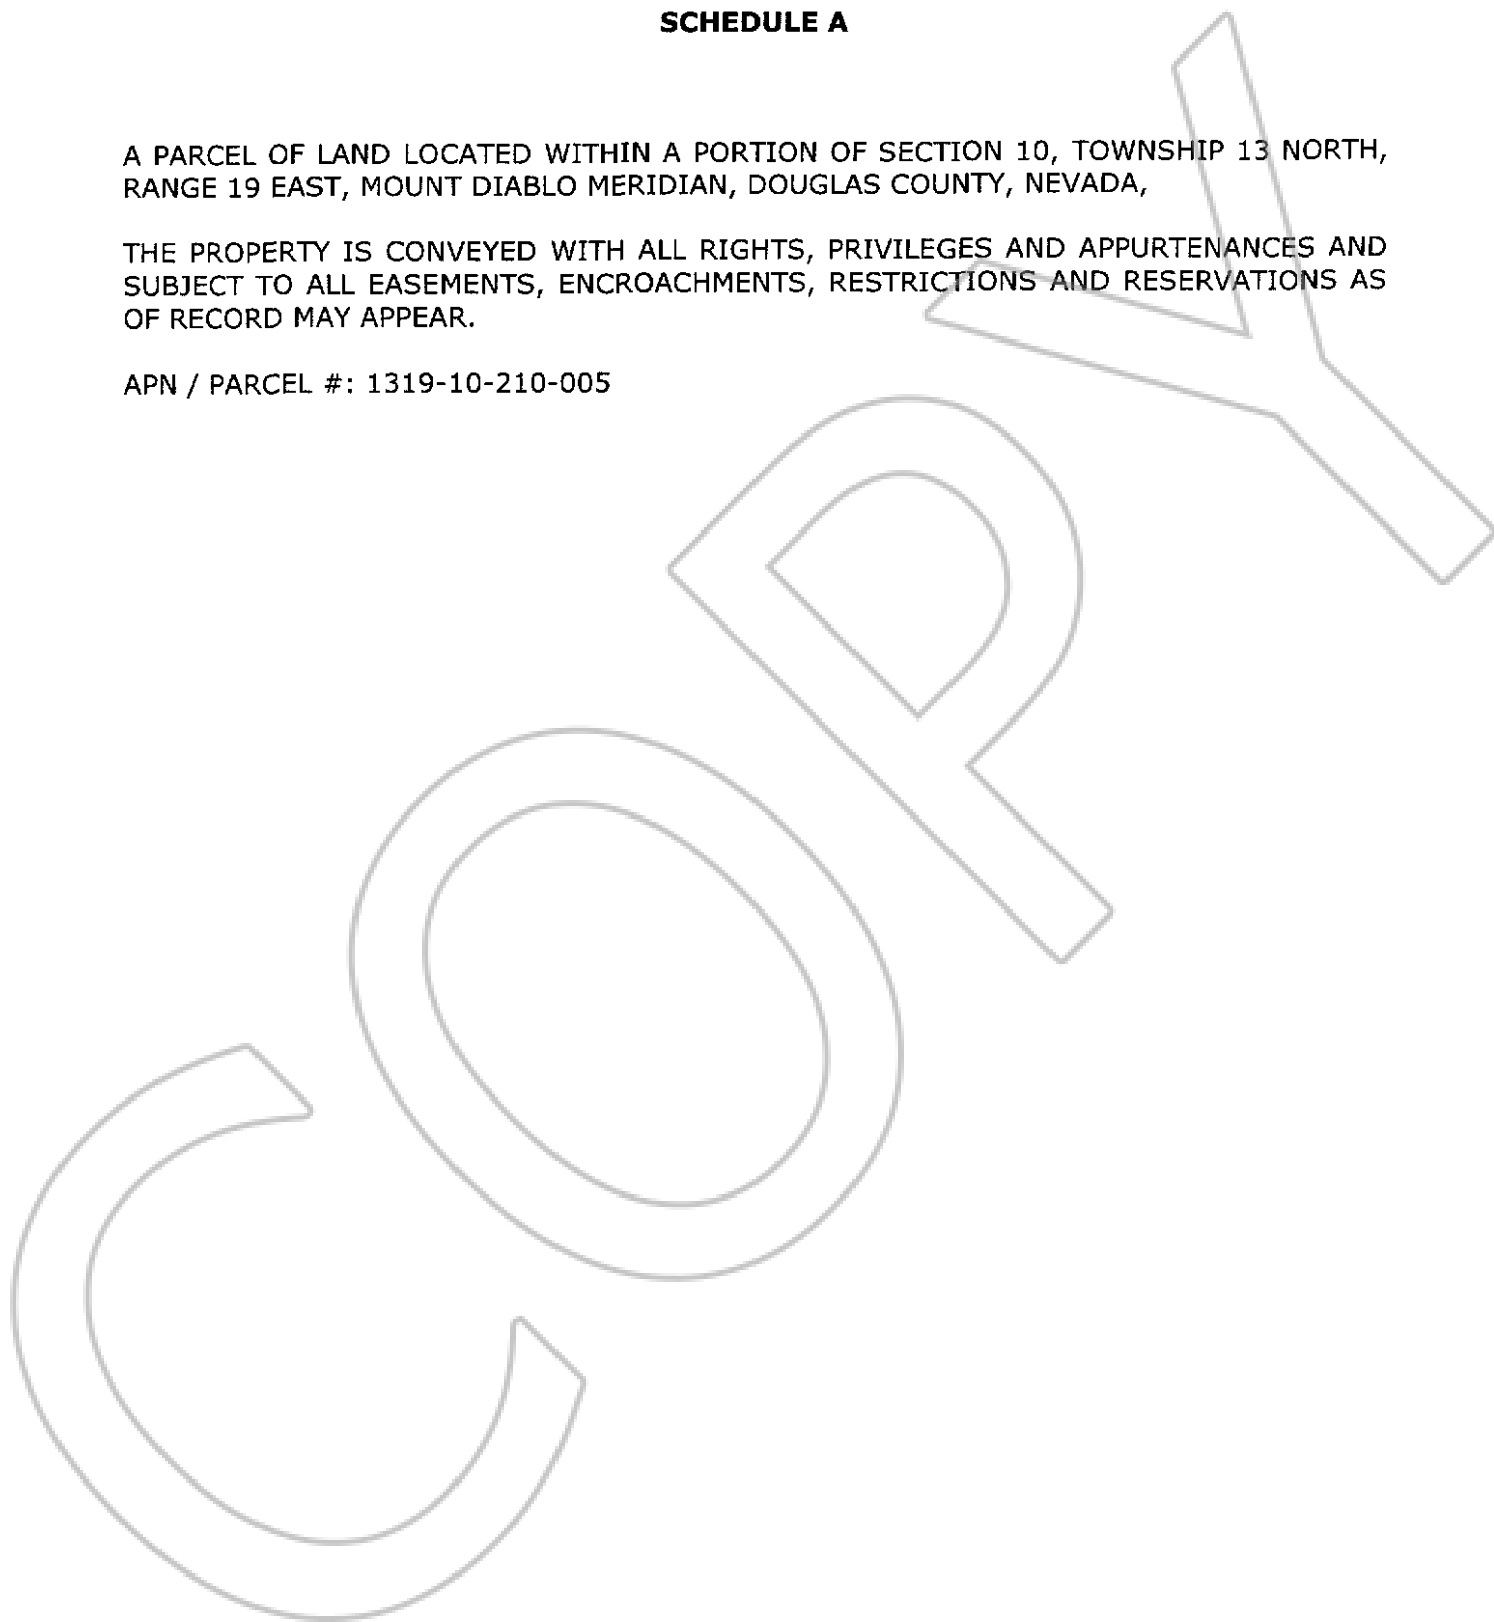 SCHEDULE A
A PARCEL OF LAND LOCATED WITHIN A PORTION OF SECTION 10, TOWNSHIP 13 NORTH,
RANGE 19 EAST, MOUNT DIABLO MERIDIAN, DOUGLAS COUNTY, NEVADA,
THE PROPERTY IS CONVEYED WITH ALL RIGHTS, PRIVILEGES AND APPURTENANCES AND
SUBJECT TO ALL EASEMENTS, ENCROACHMENTS, RESTRICTIONS AND RESERVATIONS AS
OF RECORD MAY APPEAR.
APN / PARCEL #: 1319-10-210-005
COPY